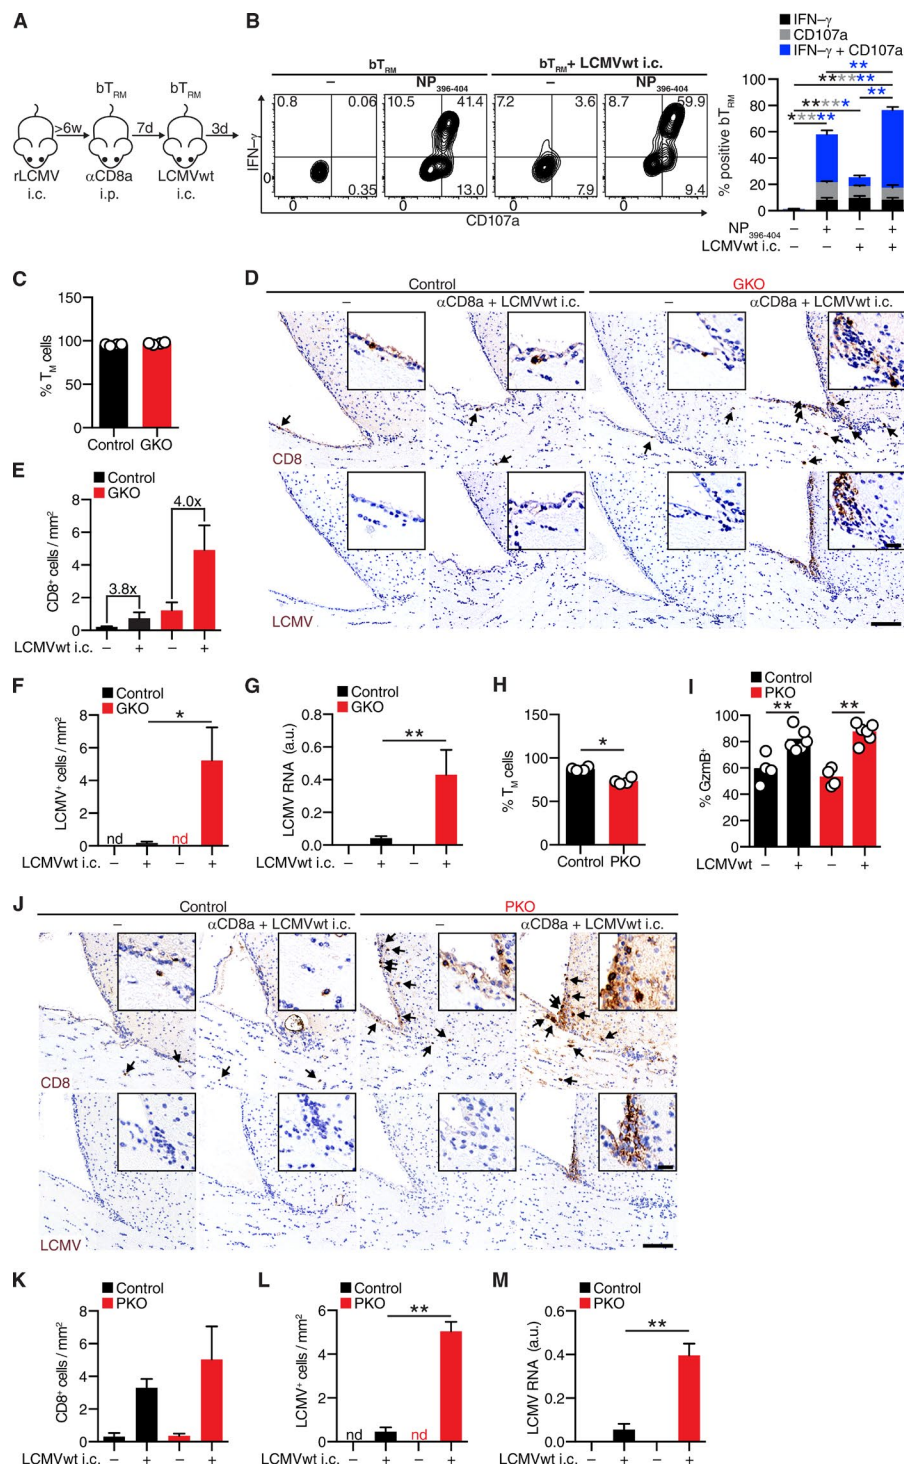 A
>6w
bT_RM
7d
bT_RM
3d
rLCMV
i.c.
αCD8a
i.p.
LCMVwt
i.c.
B
bT_RM
bT_RM + LCMVwt i.c.
–
NP396-404
–
NP396-404
0.8
0.06
0.35
10.5
41.4
13.0
7.2
3.6
7.9
8.7
59.9
9.4
IFN–γ
0
0
0
0
0
CD107a
IFN–γ
CD107a
IFN–γ + CD107a
% positive bT_RM
100
80
60
40
20
0
**
******
**
*****
*****
NP396-404
– + – +
LCMVwt i.c.
– – + +
C
% T_M cells
150
100
50
0
Control GKO
D
Control
GKO
–
αCD8a + LCMVwt i.c.
–
αCD8a + LCMVwt i.c.
CD8
LCMV
E
Control
GKO
CD8+ cells / mm²
8
6
4
2
0
3.8x
4.0x
LCMVwt i.c. – + – +
F
Control
GKO
LCMV+ cells / mm²
8
4
0
*
nd
nd
LCMVwt i.c. – + – +
G
Control
GKO
LCMV RNA (a.u.)
0.8
0.6
0.4
0.2
0.0
**
LCMVwt i.c. – + – +
H
% T_M cells
150
100
50
0
*
Control PKO
I
Control
PKO
% GzmB+
100
80
60
40
20
0
**
**
LCMVwt – + – +
J
Control
PKO
–
αCD8a + LCMVwt i.c.
–
αCD8a + LCMVwt i.c.
CD8
LCMV
K
Control
PKO
CD8+ cells / mm²
8
6
4
2
0
LCMVwt i.c. – + – +
L
Control
PKO
LCMV+ cells / mm²
6
4
2
0
**
nd
nd
LCMVwt i.c. – + – +
M
Control
PKO
LCMV RNA (a.u.)
0.6
0.4
0.2
0.0
**
LCMVwt i.c. – + – +